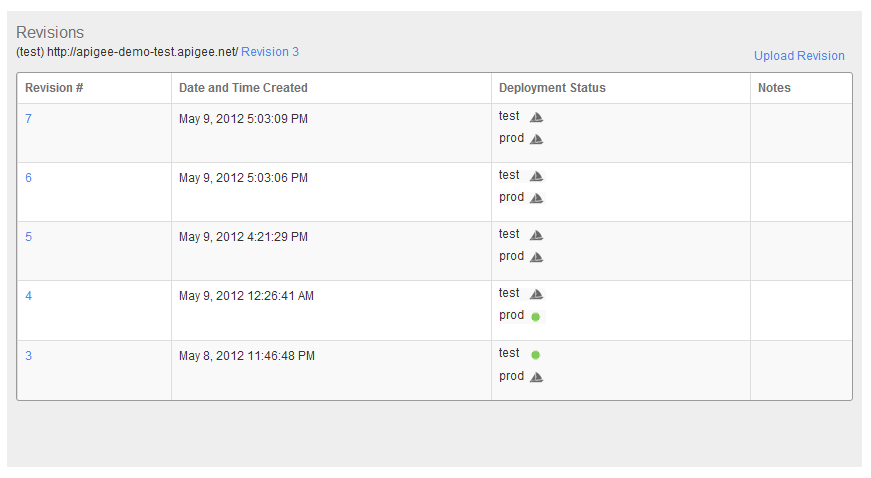 Revisions
(test) http://apigee-demo-test.apigee.net/ Revision 3
Upload Revision
Revision # Date and Time Created Deployment Status Notes
7 May 9, 2012 5:03:09 PM test
prod
6 May 9, 2012 5:03:06 PM test
prod
5 May 9, 2012 4:21:29 PM test
prod
4 May 9, 2012 12:26:41 AM test
prod
3 May 8, 2012 11:46:48 PM test
prod